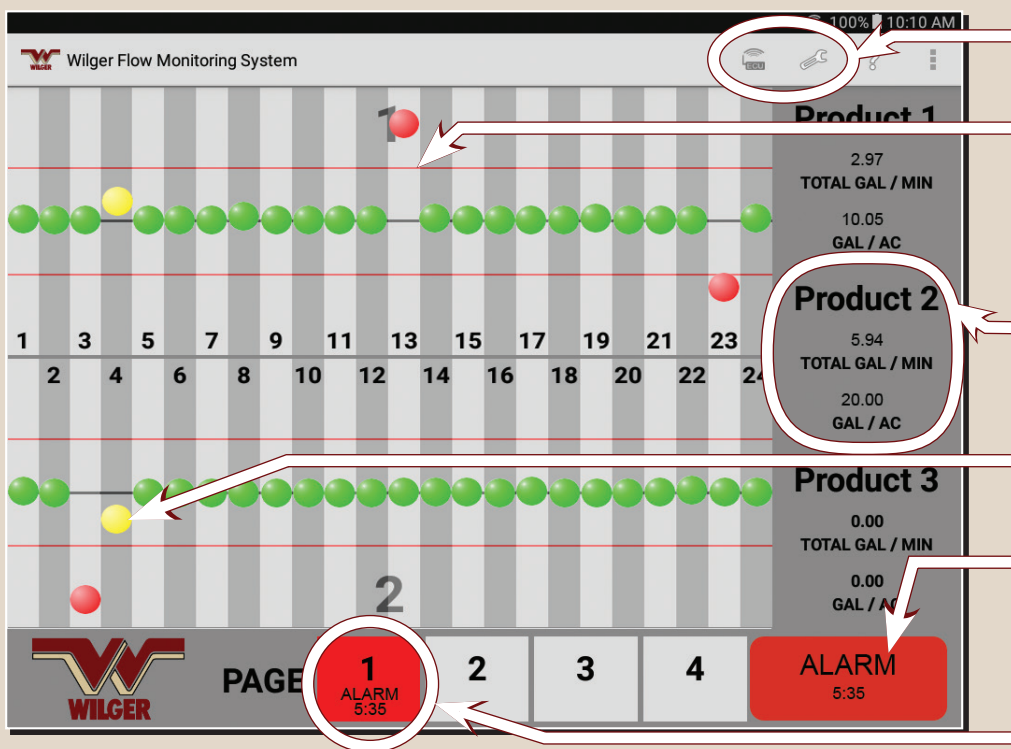 100% 10:10 AM
WILGER Wilger Flow Monitoring System ECU ?
1
Product 1
2.97
TOTAL GAL / MIN
10.05
GAL / AC
Product 2
5.94
TOTAL GAL / MIN
20.00
GAL / AC
1 3 5 7 9 11 13 15 17 19 21 23
2 4 6 8 10 12 14 16 18 20 22 24
Product 3
0.00
TOTAL GAL / MIN
0.00
GAL / AC
2
WILGER
PAGE
1
ALARM
5:35
2
3
4
ALARM
5:35